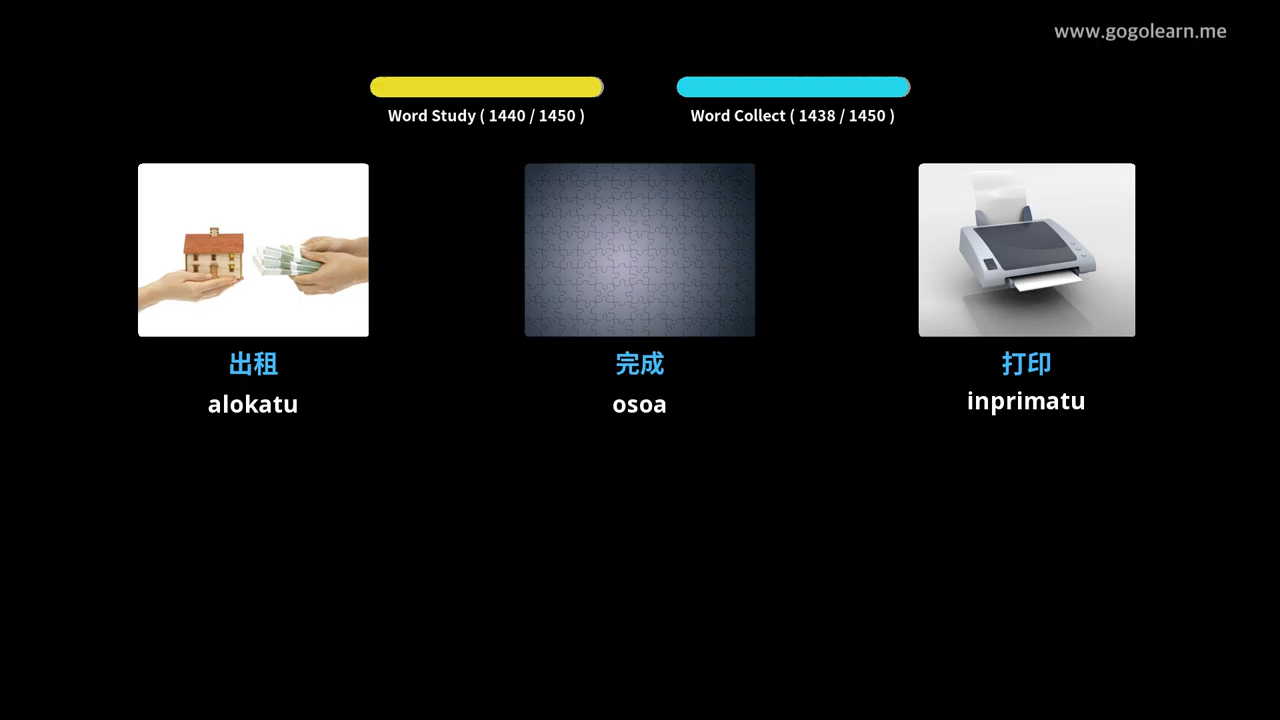 www.gogolearn.me
Word Study ( 1440 / 1450 )
Word Collect ( 1438 / 1450 )
出租
完成
打印
alokatu
osoa
inprimatu